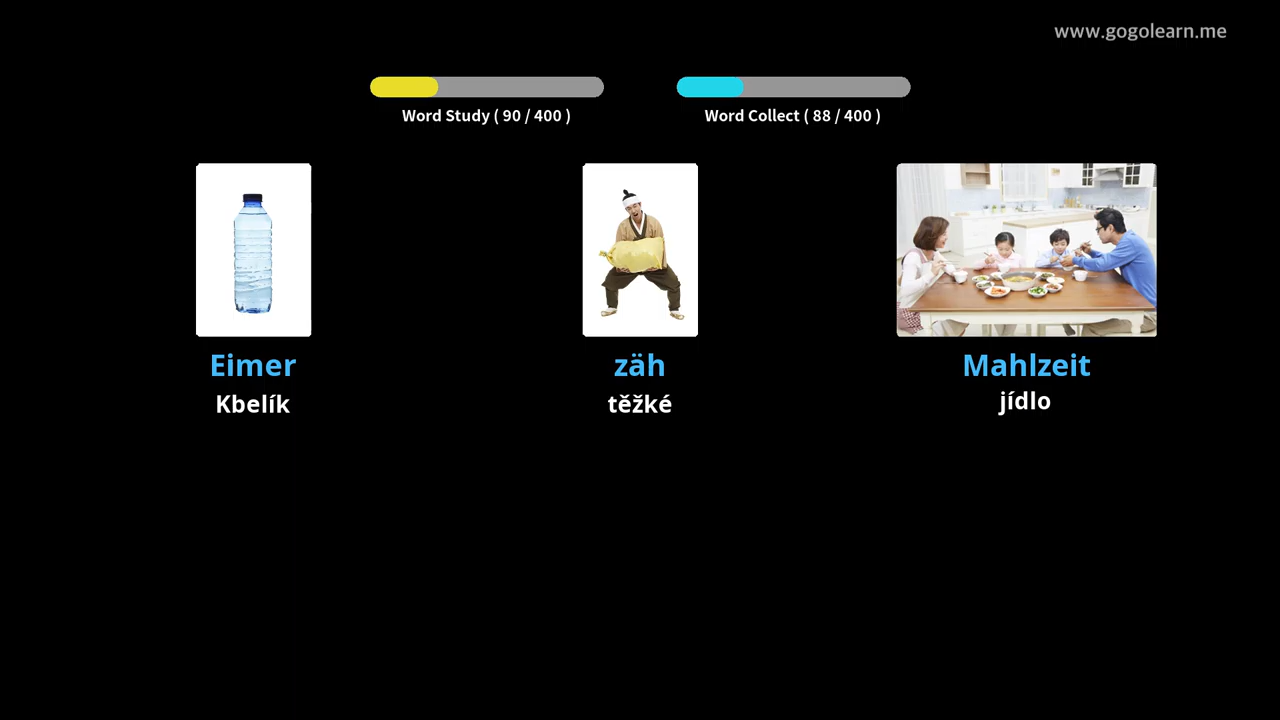 www.gogolearn.me
Word Study ( 90 / 400 )
Word Collect ( 88 / 400 )
Eimer
Kbelík
zäh
těžké
Mahlzeit
jídlo